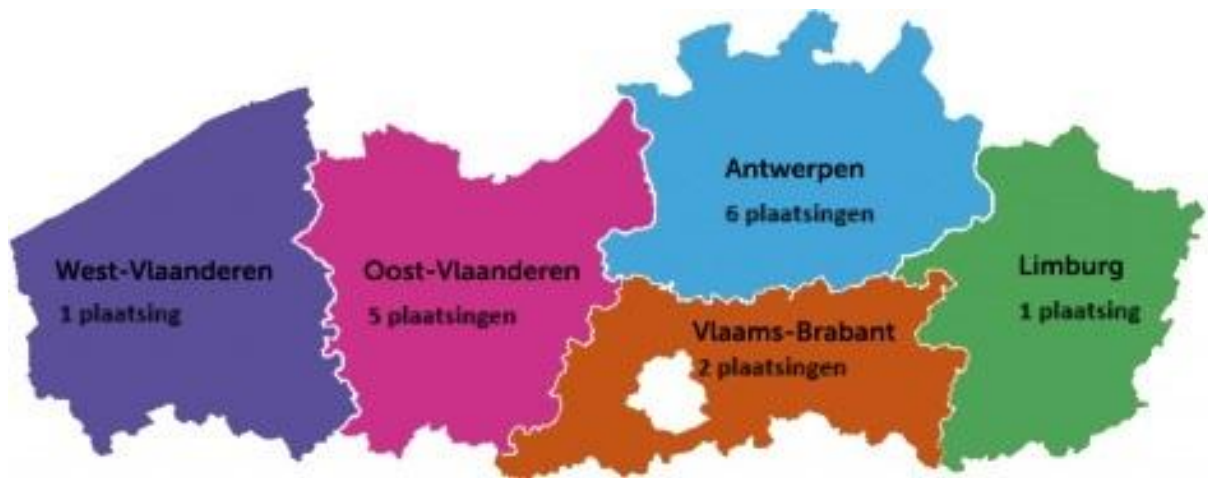 Antwerpen
6 plaatsingen
West-Vlaanderen
1 plaatsing
Oost-Vlaanderen
5 plaatsingen
Limburg
1 plaatsing
Vlaams-Brabant
2 plaatsingen